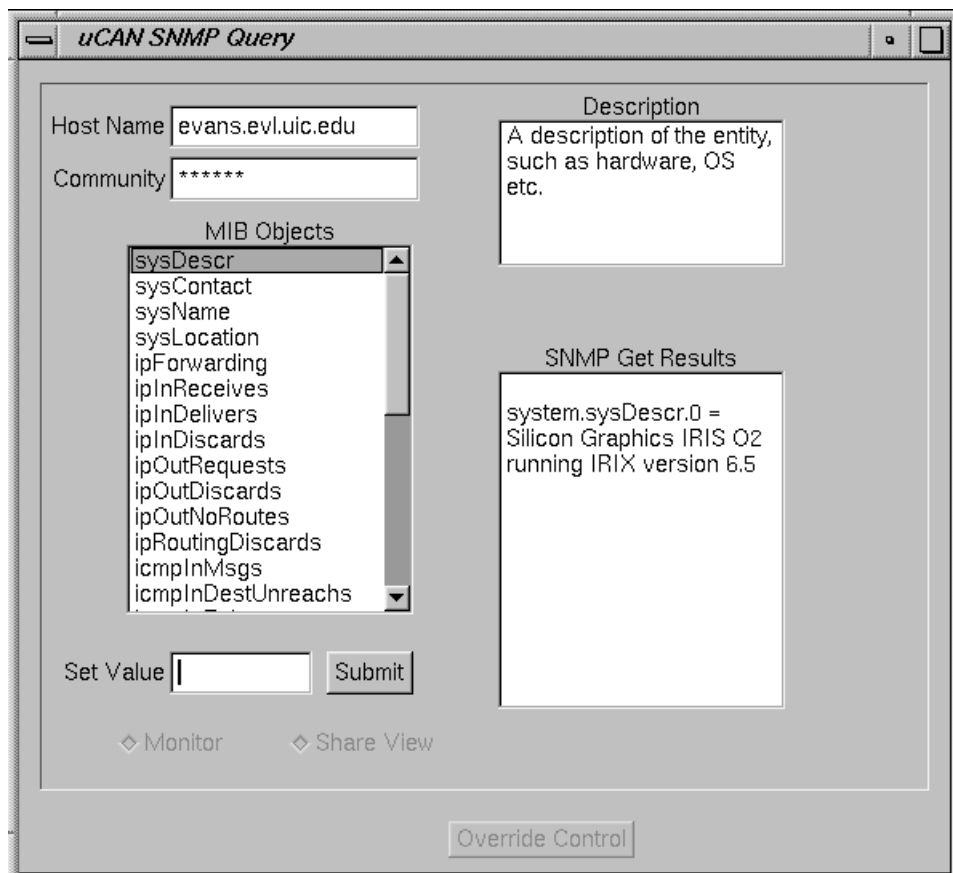 uCAN SNMP Query
Host Name evans.evl.uic.edu
Community ******
MIB Objects
sysDescr
sysContact
sysName
sysLocation
ipForwarding
ipInReceives
ipInDelivers
ipInDiscards
ipOutRequests
ipOutDiscards
ipOutNoRoutes
ipRoutingDiscards
icmpInMsgs
icmpInDestUnreachs
Set Value Submit
Monitor Share View
Description
A description of the entity,
such as hardware, OS
etc.
SNMP Get Results
system.sysDescr.0 =
Silicon Graphics IRIS O2
running IRIX version 6.5
Override Control